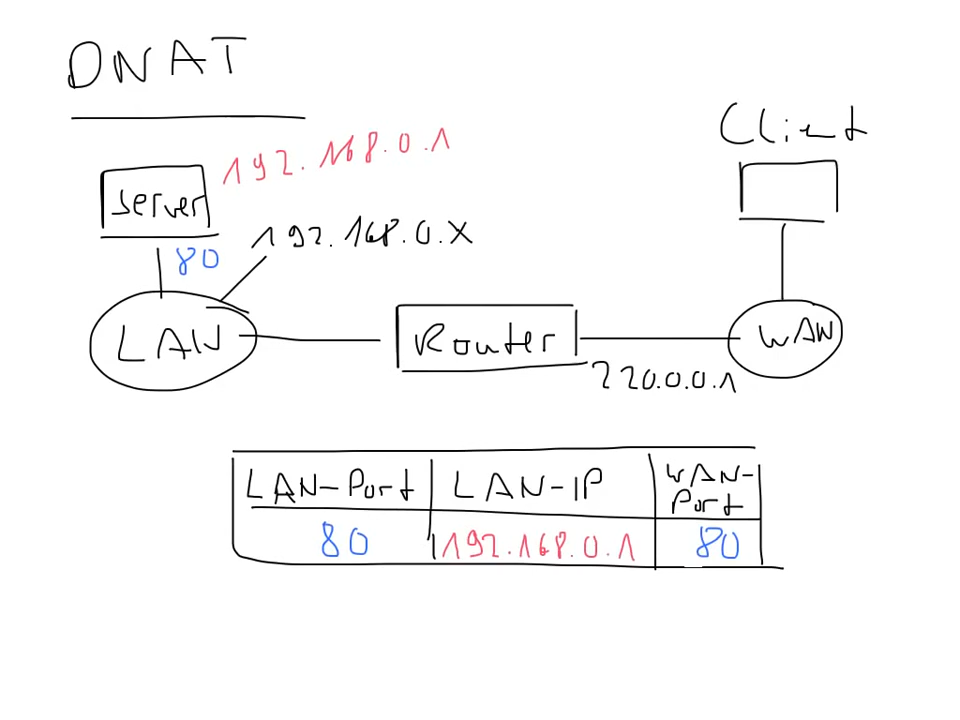 DNAT
Client
192.168.0.1
Server
192.168.0.X
80
LAN
Router
WAN
220.0.0.1
LAN-Port LAN-IP WAN-
Port
80 192.168.0.1 80